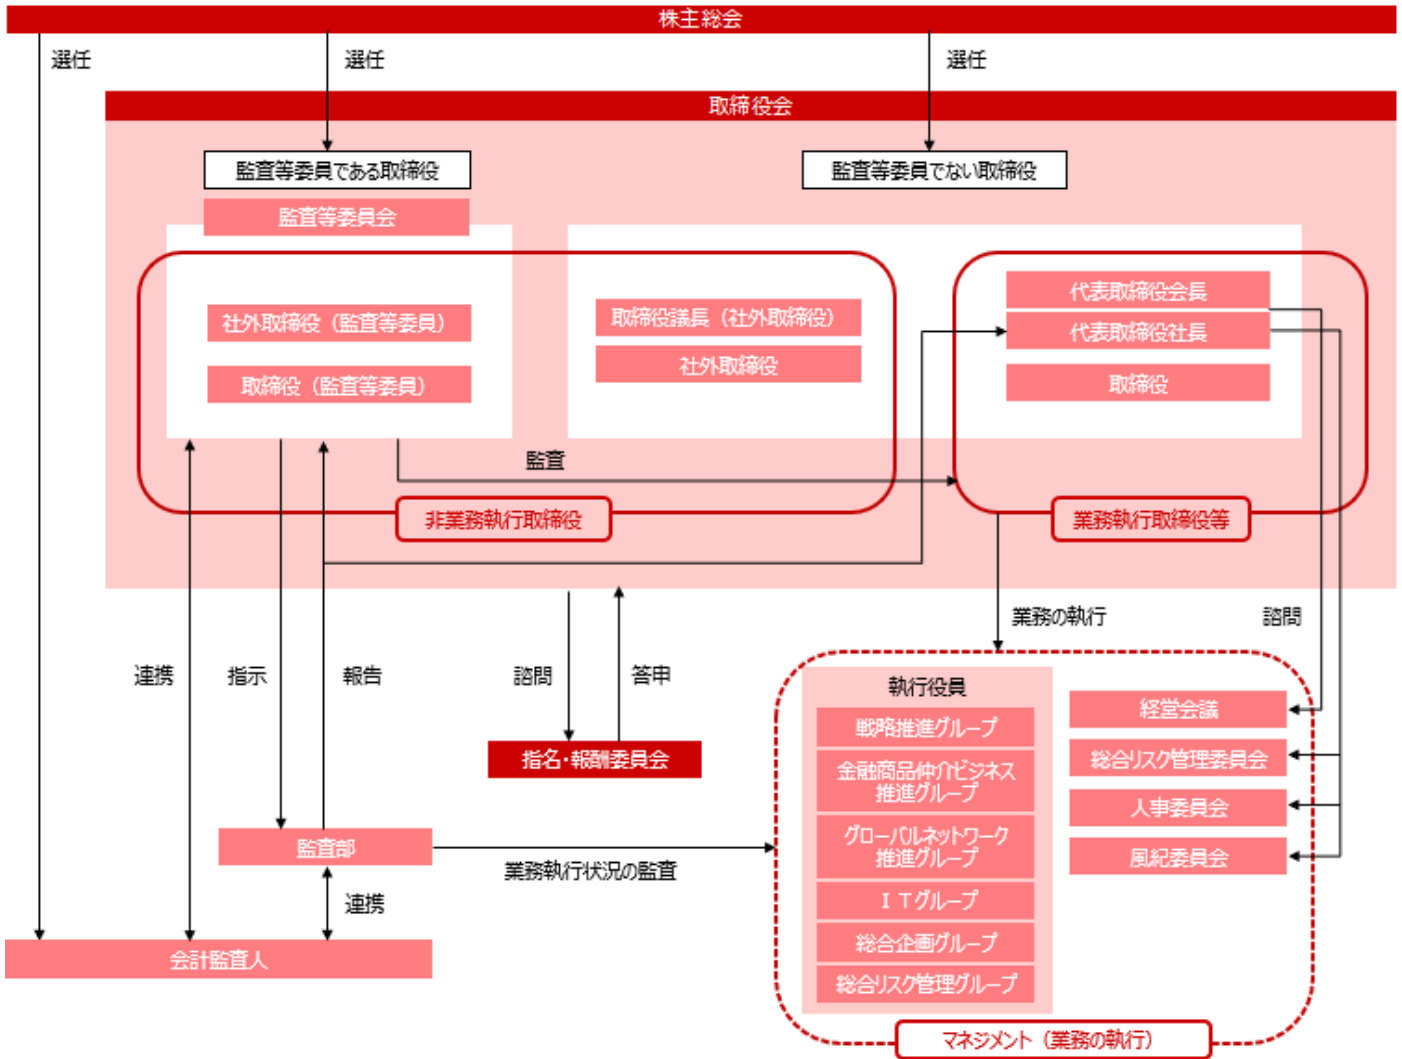 株主総会
選任
選任
選任
取締役会
監査等委員である取締役
監査等委員でない取締役
監査等委員会
社外取締役（監査等委員）
取締役（監査等委員）
取締役議長（社外取締役）
社外取締役
代表取締役会長
代表取締役社長
取締役
監査
非業務執行取締役
業務執行取締役等
連携
指示
報告
諮問
答申
業務の執行
諮問
指名・報酬委員会
執行役員
戦略推進グループ
金融商品仲介ビジネス
推進グループ
グローバルネットワーク
推進グループ
ＩＴグループ
総合企画グループ
総合リスク管理グループ
経営会議
総合リスク管理委員会
人事委員会
風紀委員会
監査部
業務執行状況の監査
連携
会計監査人
マネジメント（業務の執行）